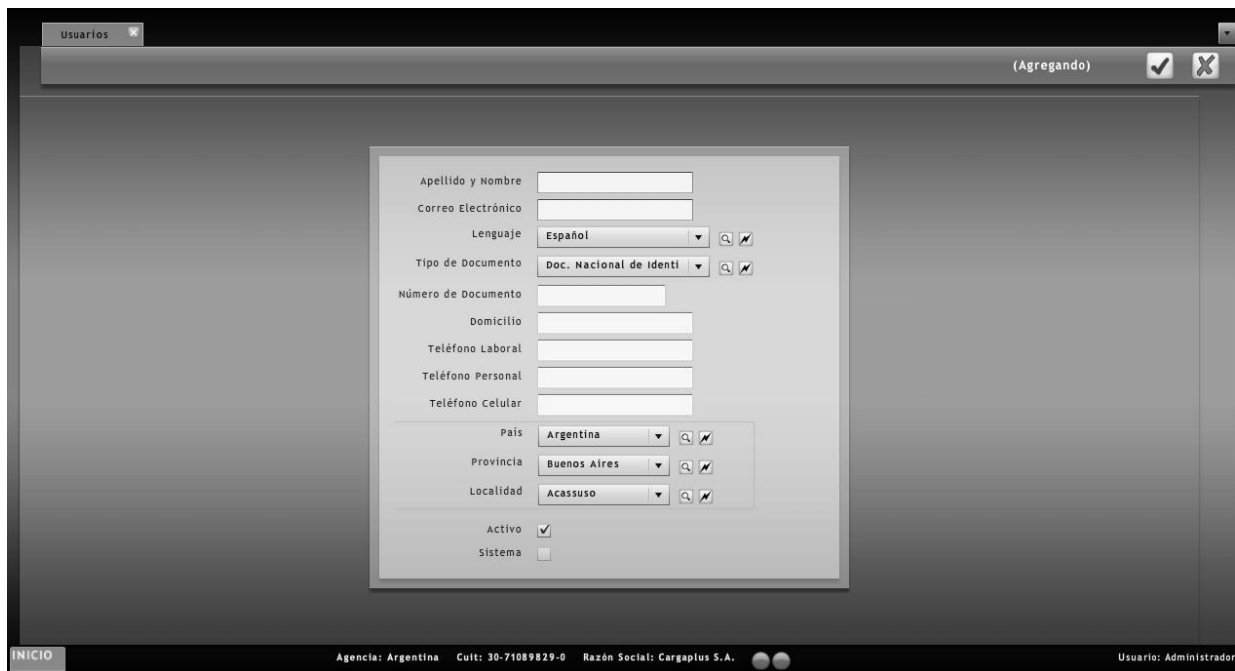 Usuarios
(Agregando)
Apellido y Nombre
Correo Electrónico
Lenguaje Español
Tipo de Documento Doc. Nacional de Identi
Número de Documento
Domicilio
Teléfono Laboral
Teléfono Personal
Teléfono Celular
País Argentina
Provincia Buenos Aires
Localidad Acassuso
Activo
Sistema
INICIO Agencia: Argentina Cuit: 30-71089829-0 Razón Social: Cargaplus S.A. Usuario: Administrador